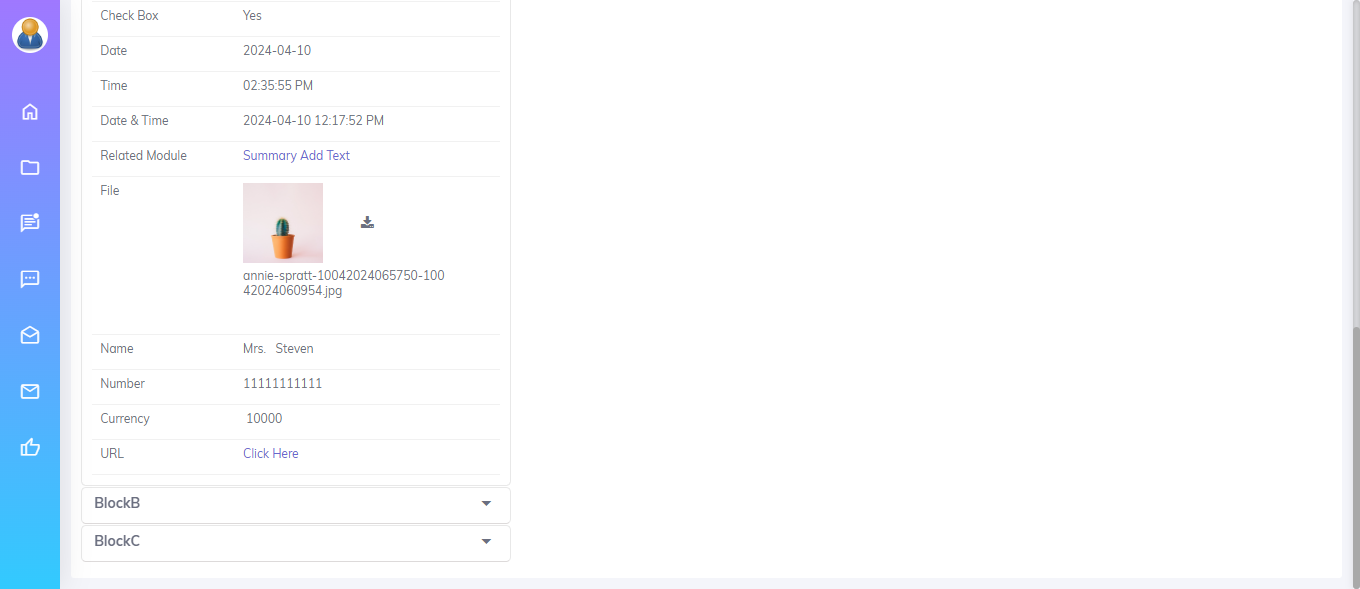 Check Box Yes
Date 2024-04-10
Time 02:35:55 PM
Date & Time 2024-04-10 12:17:52 PM
Related Module Summary Add Text
File
annie-spratt-10042024065750-100
42024060954.jpg
Name Mrs. Steven
Number 11111111111
Currency 10000
URL Click Here
BlockB
BlockC